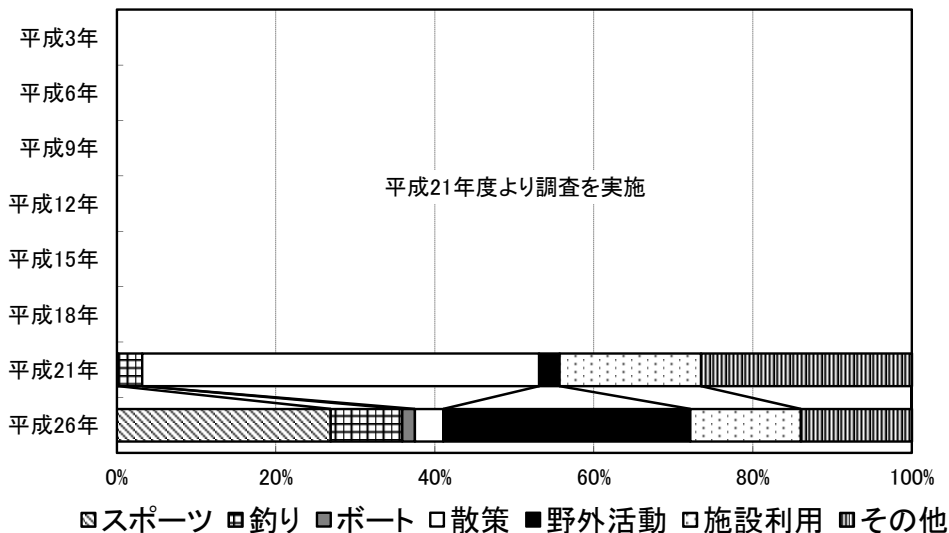 平成3年
平成6年
平成9年
平成12年
平成15年
平成18年
平成21年
平成26年
平成21年度より調査を実施
0% 20% 40% 60% 80% 100%
スポーツ 釣り ボート 散策 野外活動 施設利用 その他